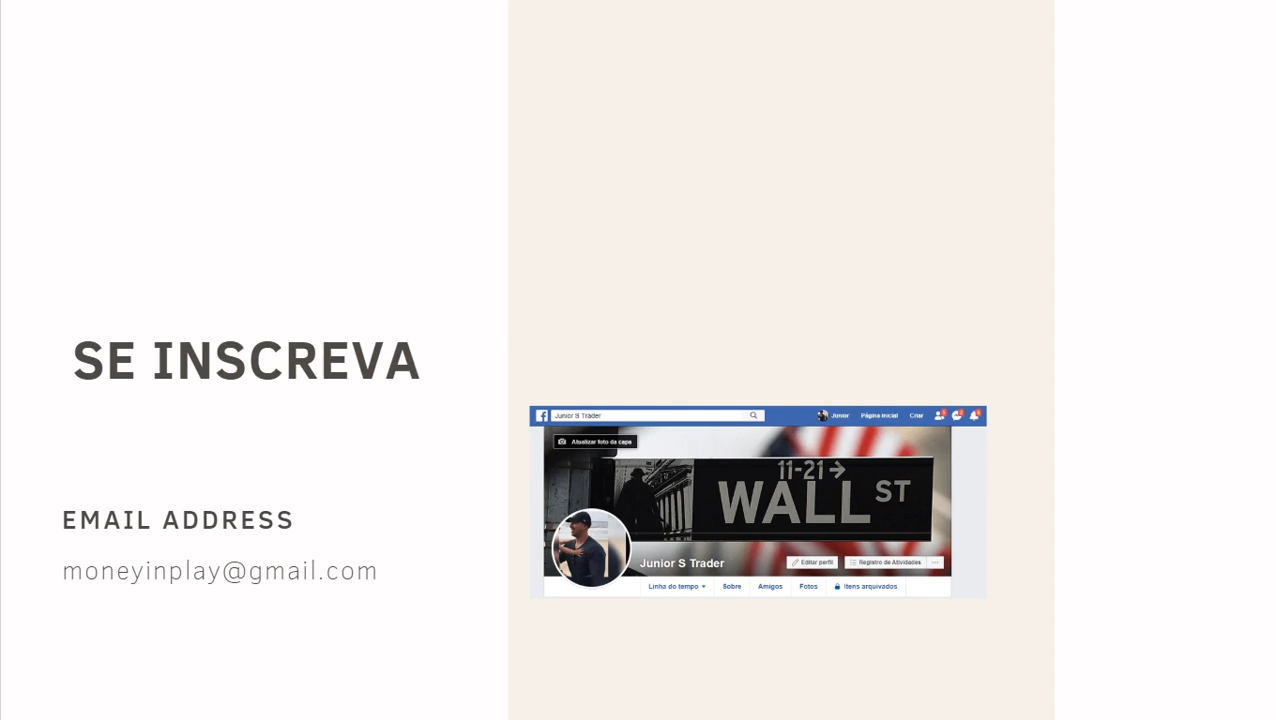 SE INSCREVA
EMAIL ADDRESS
moneyinplay@gmail.com
Junior S Trader
Junior Página inicial Criar
Atualizar foto da capa
11-21→
WALL ST
Junior S Trader
Editar perfil Registro de Atividades ...
Linha do tempo Sobre Amigos Fotos Itens arquivados